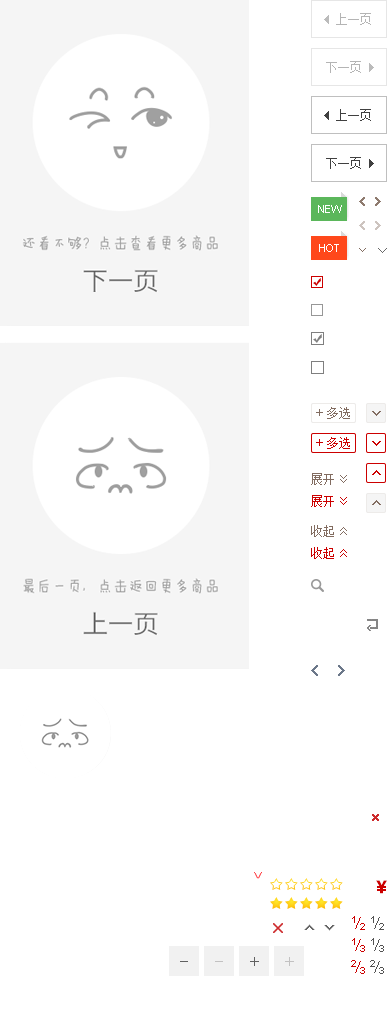 上一页
下一页
上一页
下一页
NEW
HOT
还看不够? 点击查看更多商品
下一页
+ 多选
+ 多选
展开
展开
收起
收起
最后一页, 点击返回更多商品
上一页
¥
1/2 1/2
1/3 1/3
2/3 2/3